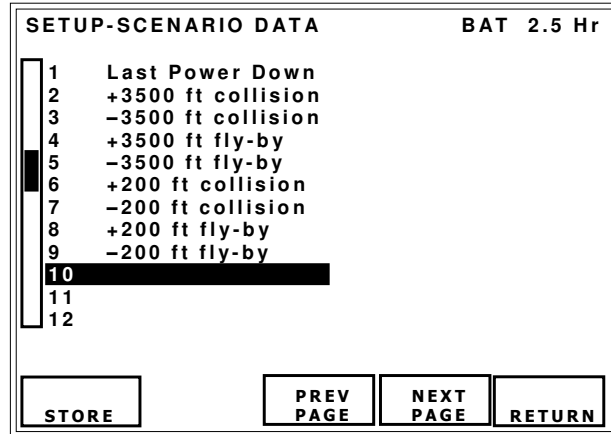 SETUP-SCENARIO DATA BAT 2.5 Hr
1 Last Power Down
2 +3500 ft collision
3 –3500 ft collision
4 +3500 ft fly-by
5 –3500 ft fly-by
6 +200 ft collision
7 –200 ft collision
8 +200 ft fly-by
9 –200 ft fly-by
10
11
12
STORE
PREV
PAGE
NEXT
PAGE
RETURN